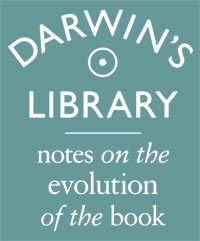 DARWIN'S
LIBRARY
notes on the
evolution
of the book